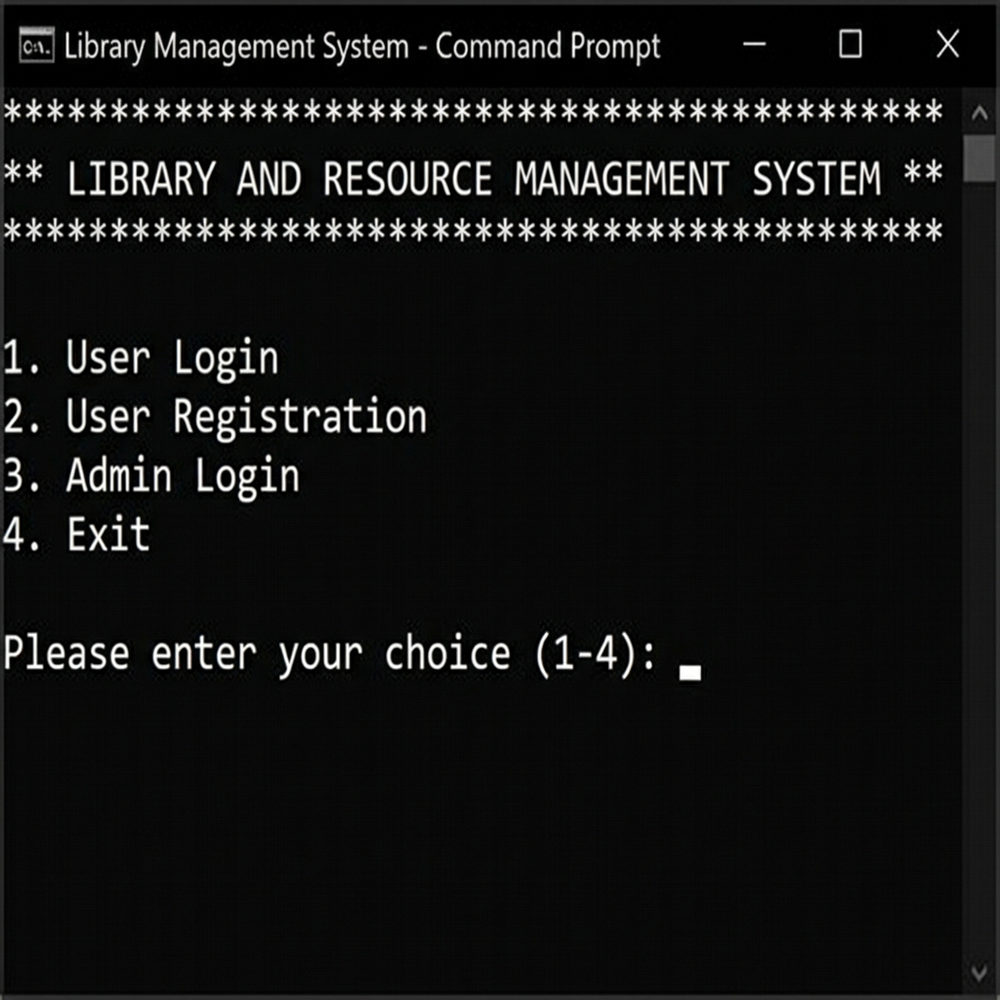 Library Management System - Command Prompt
********************************************
** LIBRARY AND RESOURCE MANAGEMENT SYSTEM **
********************************************
1. User Login
2. User Registration
3. Admin Login
4. Exit
Please enter your choice (1-4):